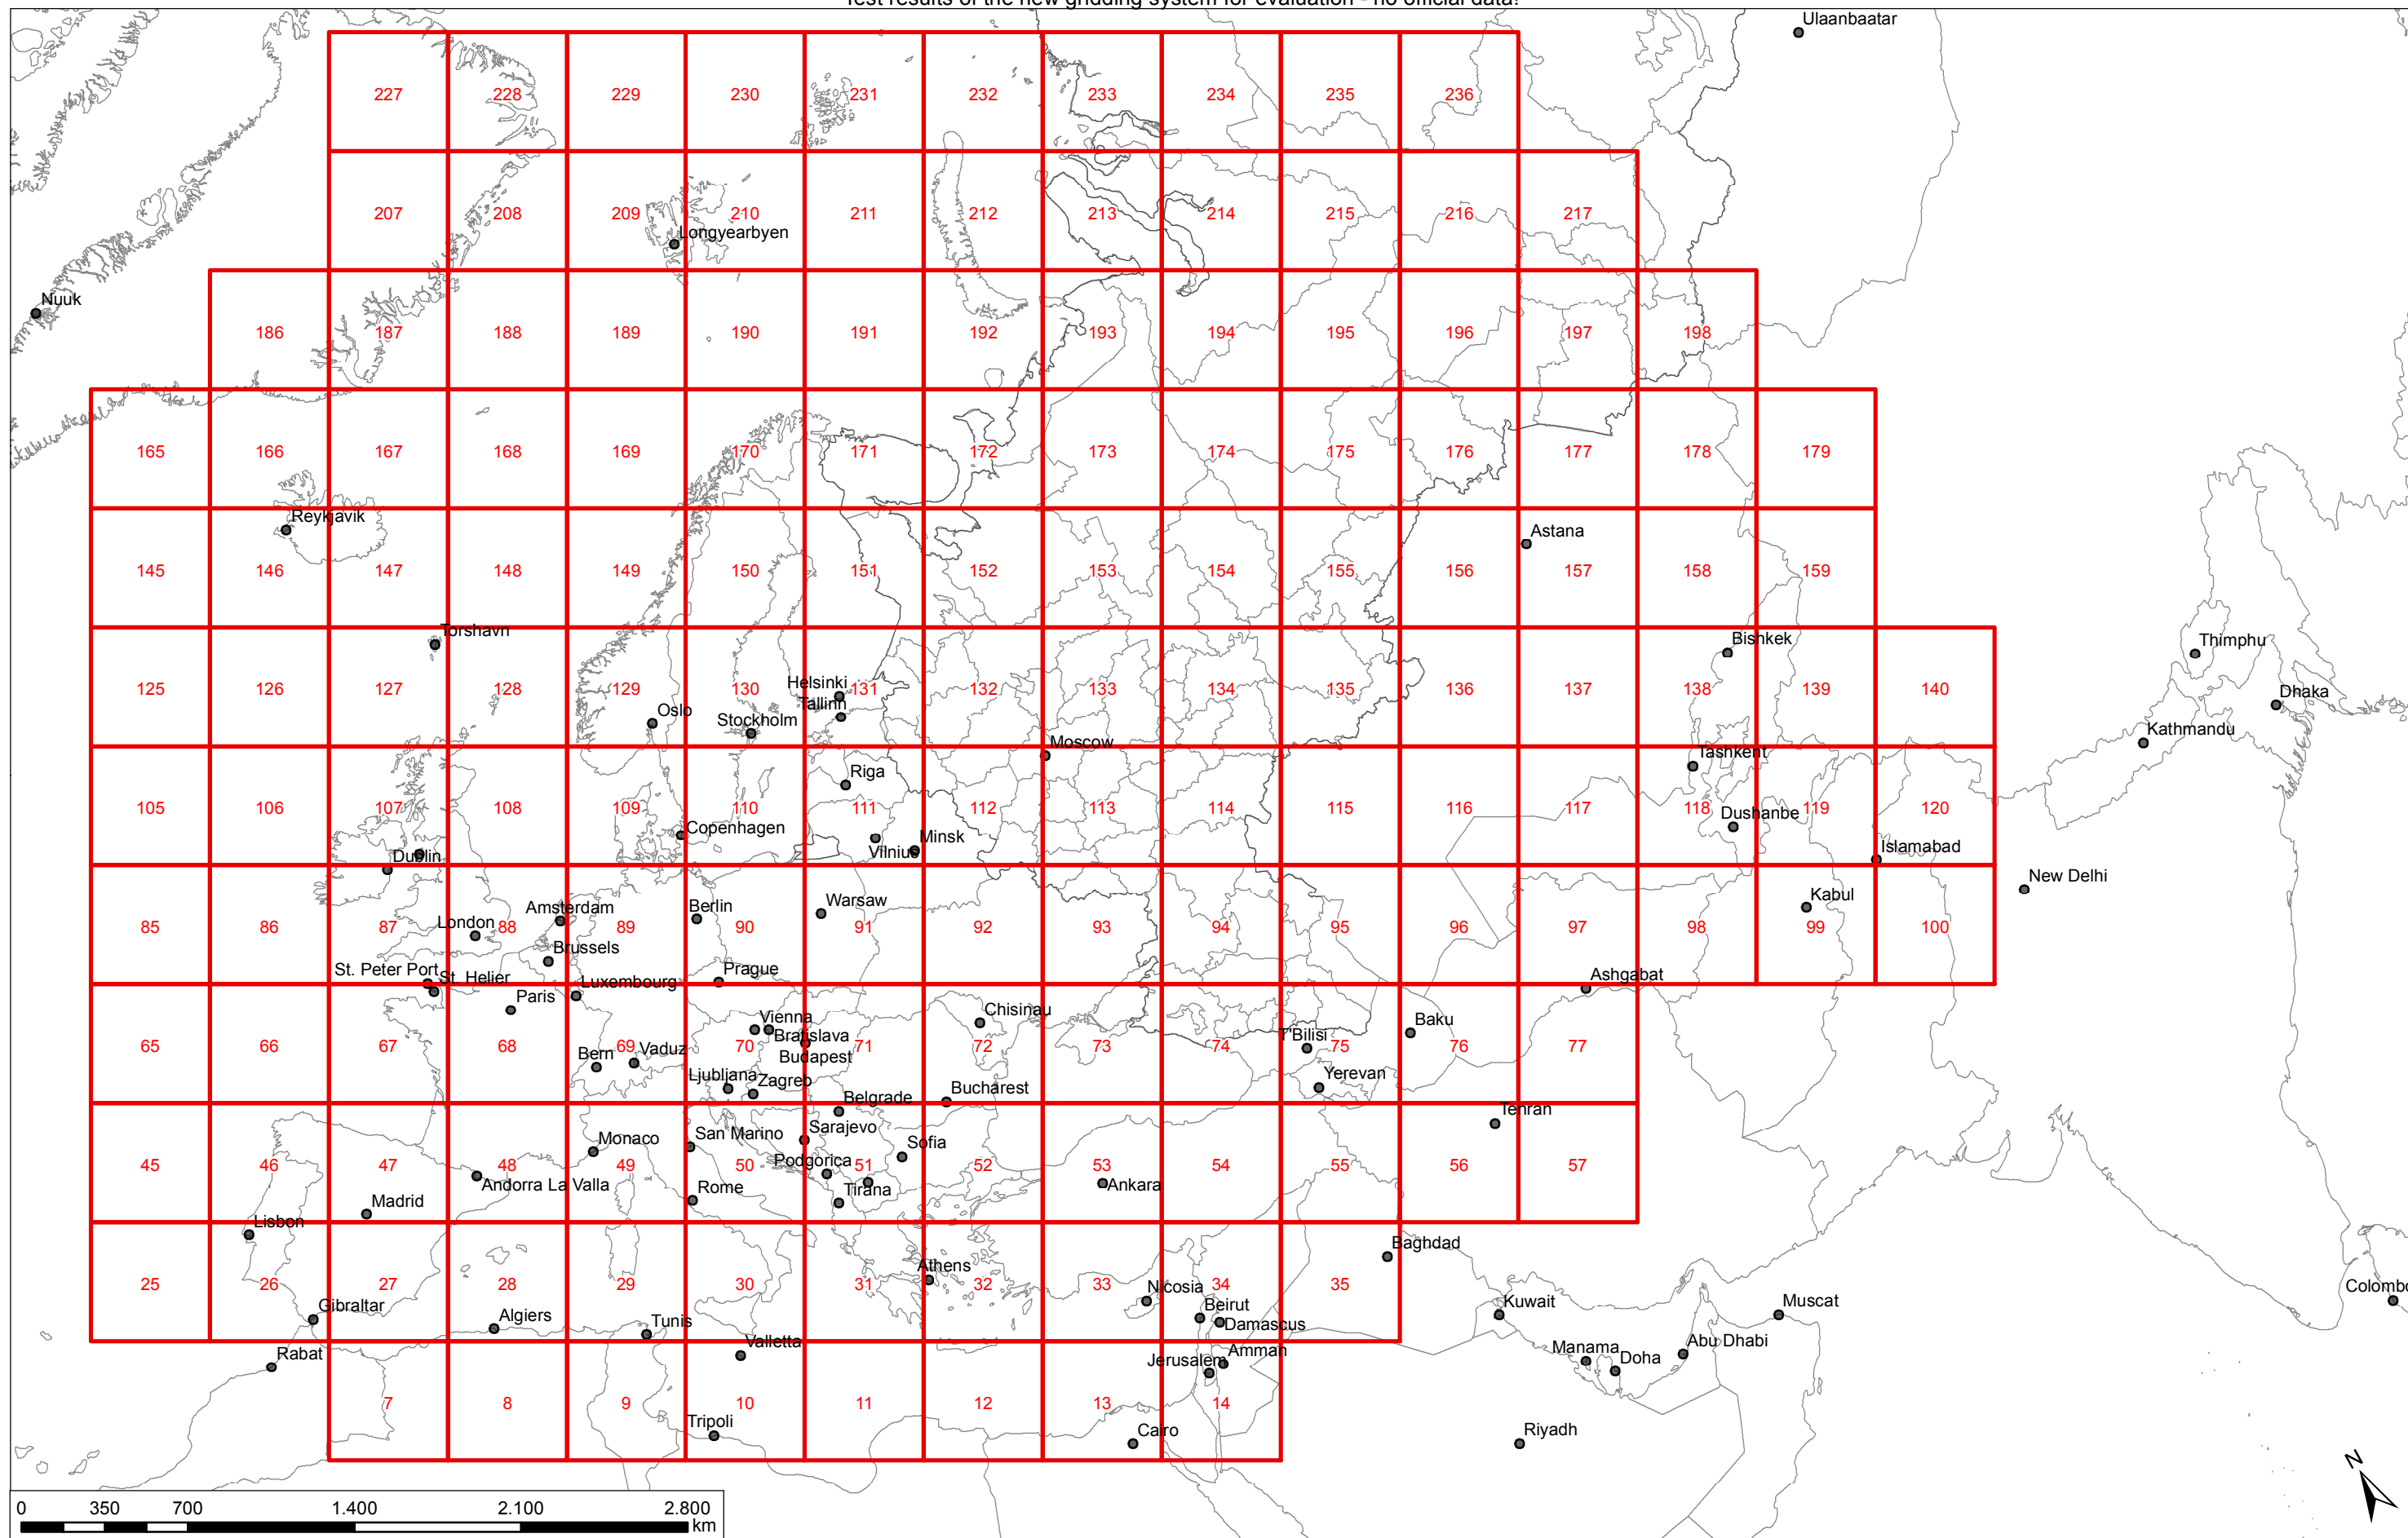 Test results of the new gridding system for evaluation - no official data!
Ulaanbaatar
227 228 229 230 231 232 233 234 235 236
207 208 209 210 211 212 213 214 215 216 217
Longyearbyen
Nuuk
186 187 188 189 190 191 192 193 194 195 196 197 198
165 166 167 168 169 170 171 172 173 174 175 176 177 178 179
Reykjavik
Astana
145 146 147 148 149 150 151 152 153 154 155 156 157 158 159
Torshavn
Bishkek
Thimphu
125 126 127 128 129 130 131 132 133 134 135 136 137 138 139 140
Helsinki
Tallinn
Dhaka
Oslo
Stockholm
Kathmandu
Moscow
Tashkent
Riga
105 106 107 108 109 110 111 112 113 114 115 116 117 118 119 120
Dushanbe
Copenhagen
Minsk
Vilnius
Dublin
Islamabad
New Delhi
Amsterdam
Berlin
Warsaw
Kabul
London
85 86 87 88 89 90 91 92 93 94 95 96 97 98 99 100
Brussels
St. Peter Port
St. Helier
Luxembourg
Prague
Ashgabat
Paris
Chisinau
Vienna
Bratislava
T'Bilisi
Baku
65 66 67 68 69 70 71 72 73 74 75 76 77
Bern
Vaduz
Budapest
Ljubliana
Zagreb
Yerevan
Belgrade
Bucharest
Tehran
Monaco
San Marino
Sarajevo
Sofia
45 46 47 48 49 50 51 52 53 54 55 56 57
Podgorica
Andorra La Valla
Ankara
Madrid
Rome
Tirana
Lisbon
Baghdad
Athens
25 26 27 28 29 30 31 32 33 34 35
Nicosia
Colombo
Gibraltar
Algiers
Tunis
Beirut
Damascus
Kuwait
Muscat
Rabat
Valletta
Jerusalem
Amman
Manama
Doha
Abu Dhabi
7 8 9 10 11 12 13 14
Tripoli
Cairo
Riyadh
N
0 350 700 1.400 2.100 2.800
km